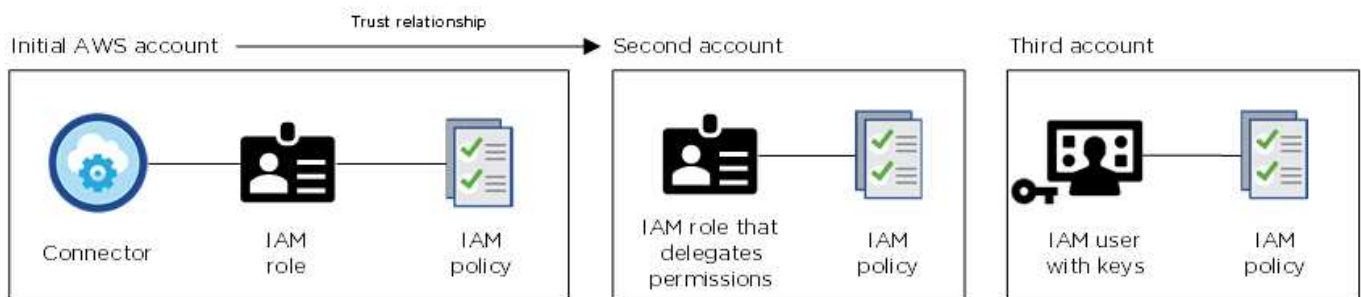 Trust relationship
Initial AWS account
Second account
Third account
Connector
IAM
role
IAM
policy
IAM role that
delegates
permissions
IAM
policy
IAM user
with keys
IAM
policy